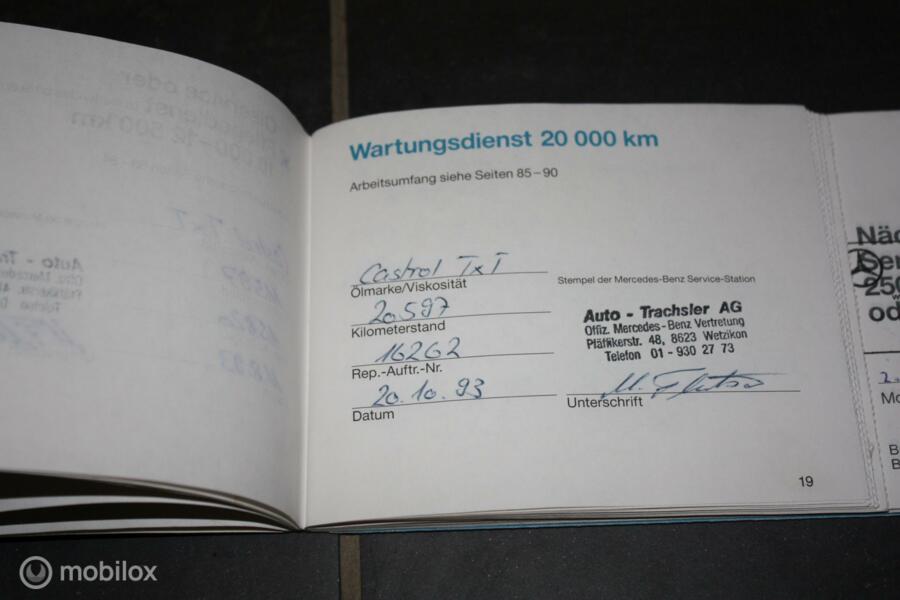 Wartungsdienst 20 000 km
Arbeitsumfang siehe Seiten 85–90
Castrol TXT
Ölmarke/Viskosität
20.597
Kilometerstand
16262
Rep.-Auftr.-Nr.
20.10.93
Datum
Stempel der Mercedes-Benz Service-Station
Auto - Trachsler AG
Offiz. Mercedes-Benz Vertretung
Pfäffikerstr. 48, 8623 Wetzikon
Telefon 01-930 27 73
Unterschrift
19
mobilox